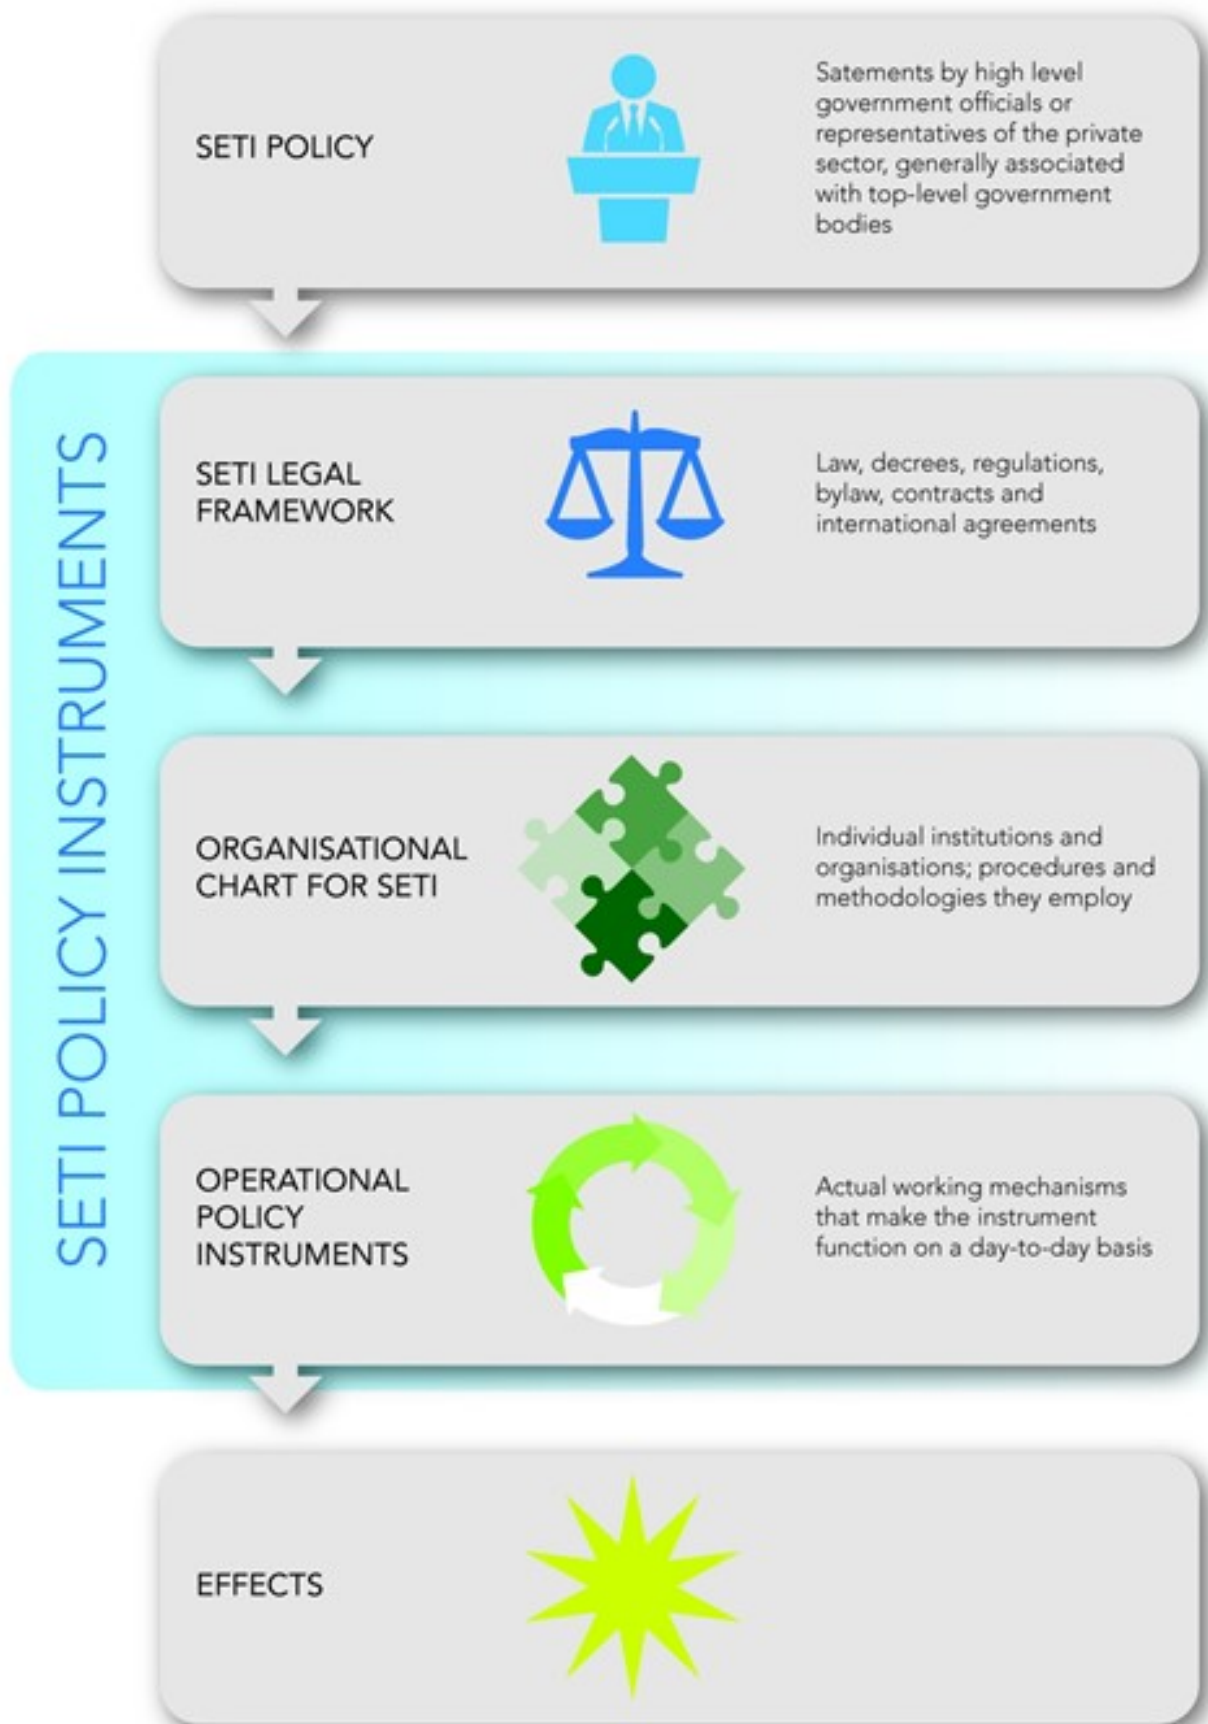 SETI POLICY
Satements by high level
government officials or
representatives of the private
sector, generally associated
with top-level government
bodies
SETI POLICY INSTRUMENTS
SETI LEGAL
FRAMEWORK
Law, decrees, regulations,
bylaw, contracts and
international agreements
ORGANISATIONAL
CHART FOR SETI
Individual institutions and
organisations; procedures and
methodologies they employ
OPERATIONAL
POLICY
INSTRUMENTS
Actual working mechanisms
that make the instrument
function on a day-to-day basis
EFFECTS